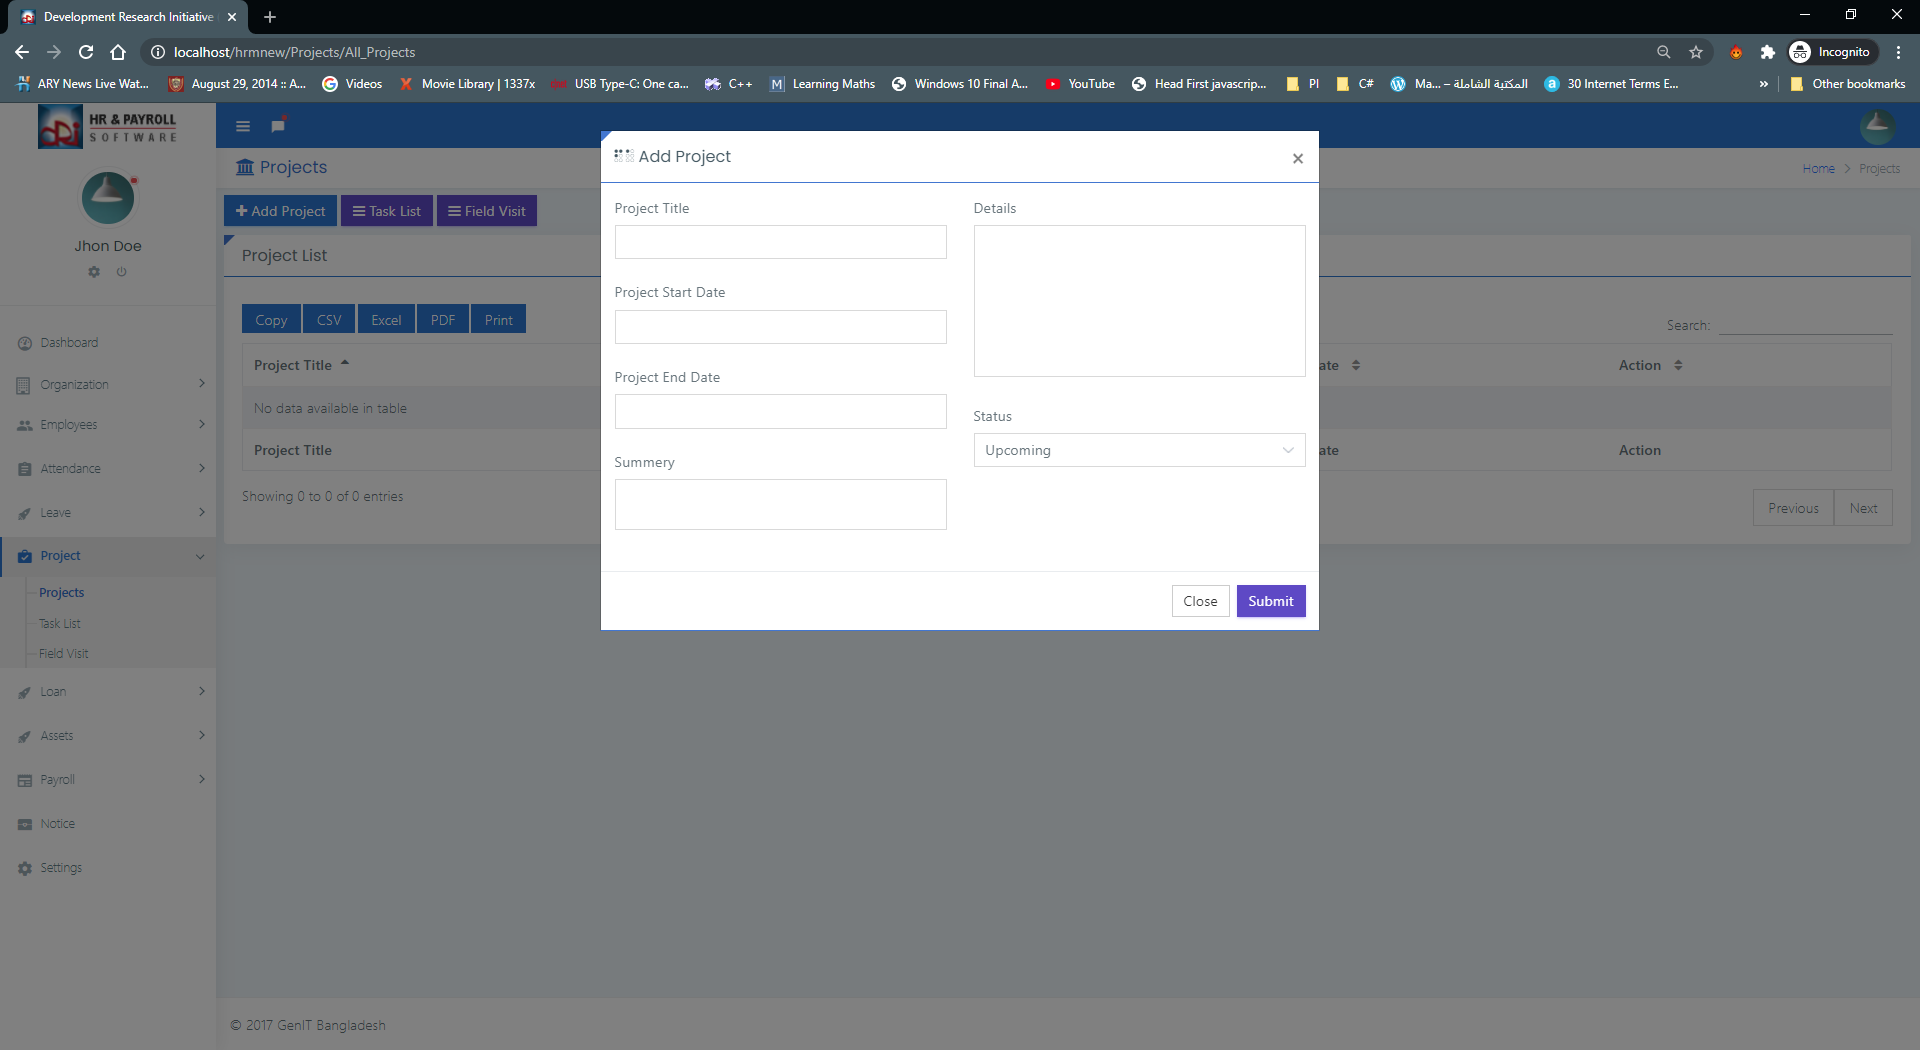 Development Research Initiative
localhost/hrmnew/Projects/All_Projects
Incognito
ARY News Live Wat...
August 29, 2014 :: A...
Videos
Movie Library | 1337x
USB Type-C: One ca...
C++
Learning Maths
Windows 10 Final A...
YouTube
Head First javascrip...
PI
C#
المكتبة الشاملة – Ma...
30 Internet Terms E...
»
Other bookmarks
HR & PAYROLL
SOFTWARE
Jhon Doe
Dashboard
Organization
Employees
Attendance
Leave
Project
Projects
Task List
Field Visit
Loan
Assets
Payroll
Notice
Settings
Projects
Home > Projects
Add Project
Task List
Field Visit
Project List
Copy
CSV
Excel
PDF
Print
Search:
Project Title
ate
Action
No data available in table
Project Title
ate
Action
Showing 0 to 0 of 0 entries
Previous
Next
Add Project
×
Project Title
Project Start Date
Project End Date
Summery
Details
Status
Upcoming
Close
Submit
© 2017 GenIT Bangladesh